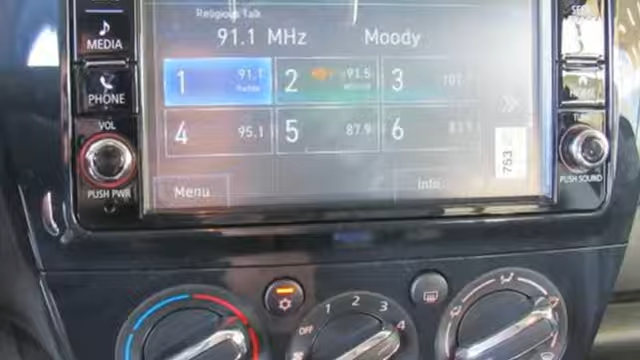 Religious Talk
91.1 MHz Moody
MEDIA
1 91.1
2 91.5
3
PHONE
4 95.1
5 87.9
6
VOL
PUSH PWR
Menu
Info
753
PUSH SOUND
OFF 1 2 3 4